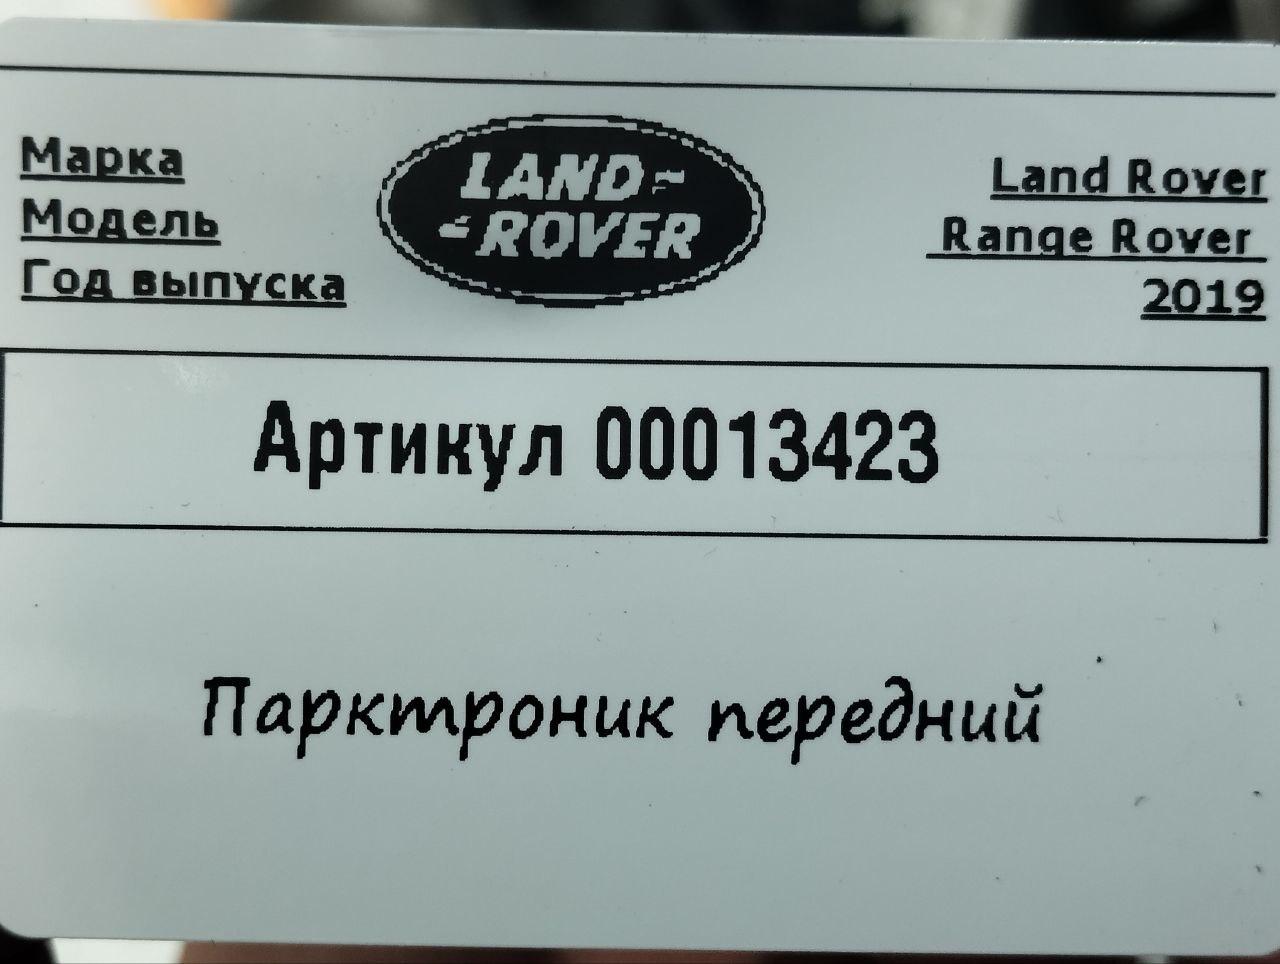 Марка
Модель
Год выпуска
LAND
ROVER
Land Rover
Range Rover
2019
Артикул 00013423
Парктроник передний